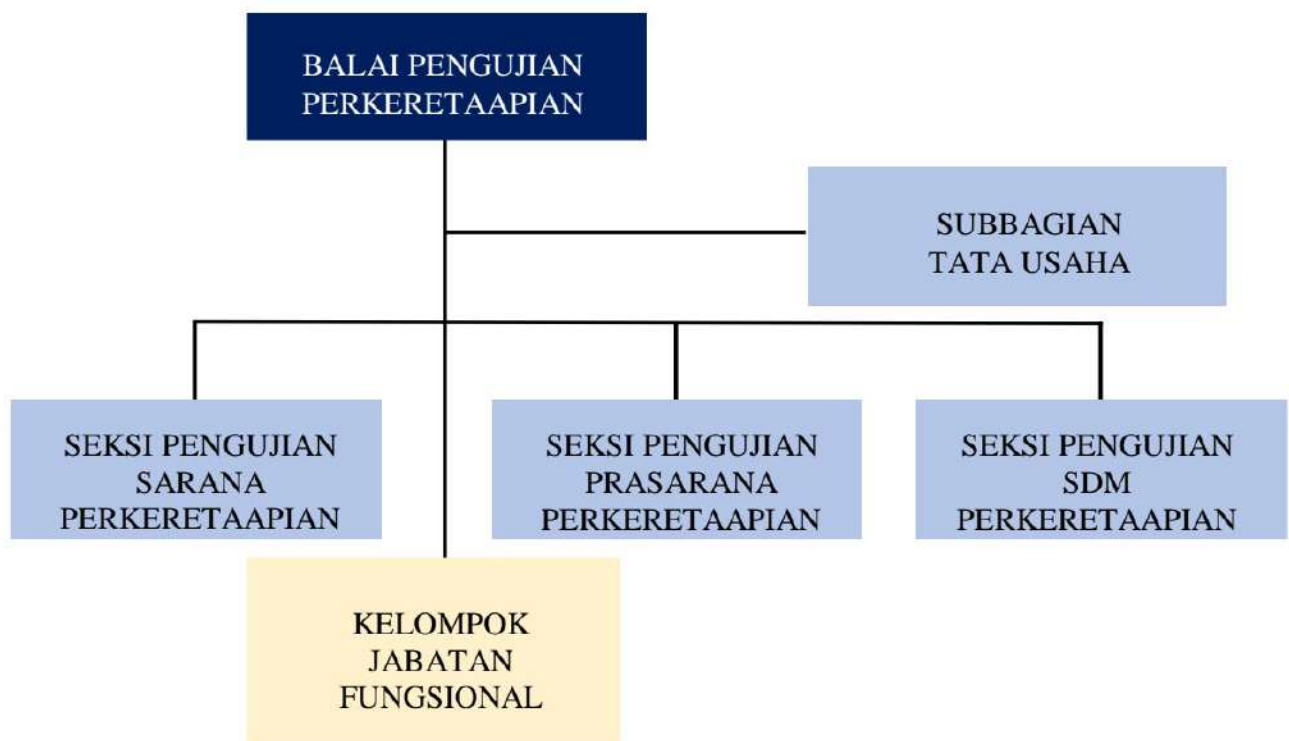 BALAI PENGUJIAN
PERKERETAAPIAN
SUBBAGIAN
TATA USAHA
SEKSI PENGUJIAN
SARANA
PERKERETAAPIAN
SEKSI PENGUJIAN
PRASARANA
PERKERETAAPIAN
SEKSI PENGUJIAN
SDM
PERKERETAAPIAN
KELOMPOK
JABATAN
FUNGSIONAL